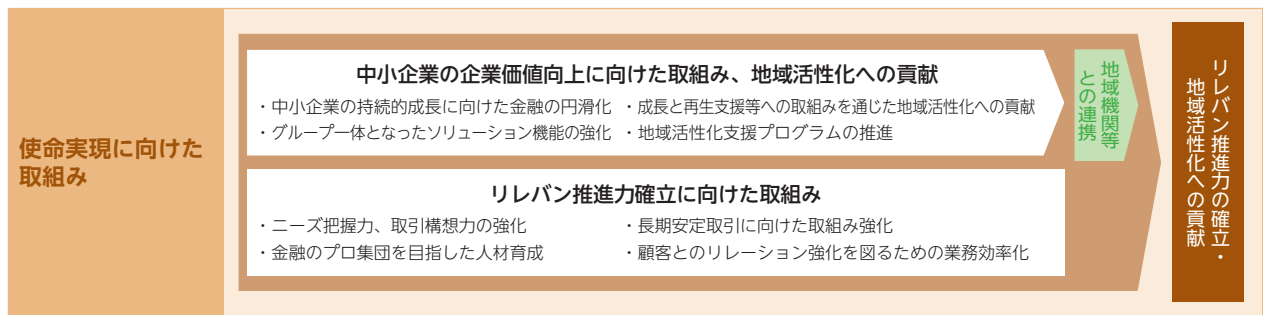 使命実現に向けた
取組み
中小企業の企業価値向上に向けた取組み、地域活性化への貢献
・中小企業の持続的成長に向けた金融の円滑化 ・成長と再生支援等への取組みを通じた地域活性化への貢献
・グループ一体となったソリューション機能の強化 ・地域活性化支援プログラムの推進
地域機関等
との連携
リレバン推進力確立に向けた取組み
・ニーズ把握力、取引構想力の強化 ・長期安定取引に向けた取組み強化
・金融のプロ集団を目指した人材育成 ・顧客とのリレーション強化を図るための業務効率化
リレバン推進力の確立・
地域活性化への貢献